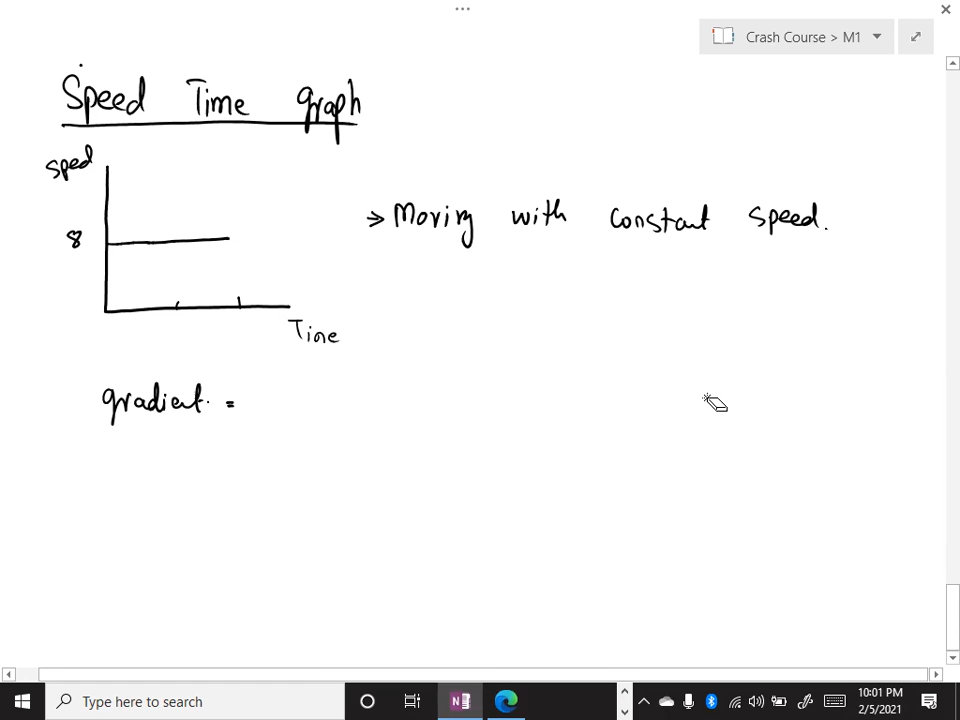 Crash Course > M1
Speed Time graph
sped
8
Time
⇒ Moving with constant speed.
gradient =
Type here to search
10:01 PM
2/5/2021